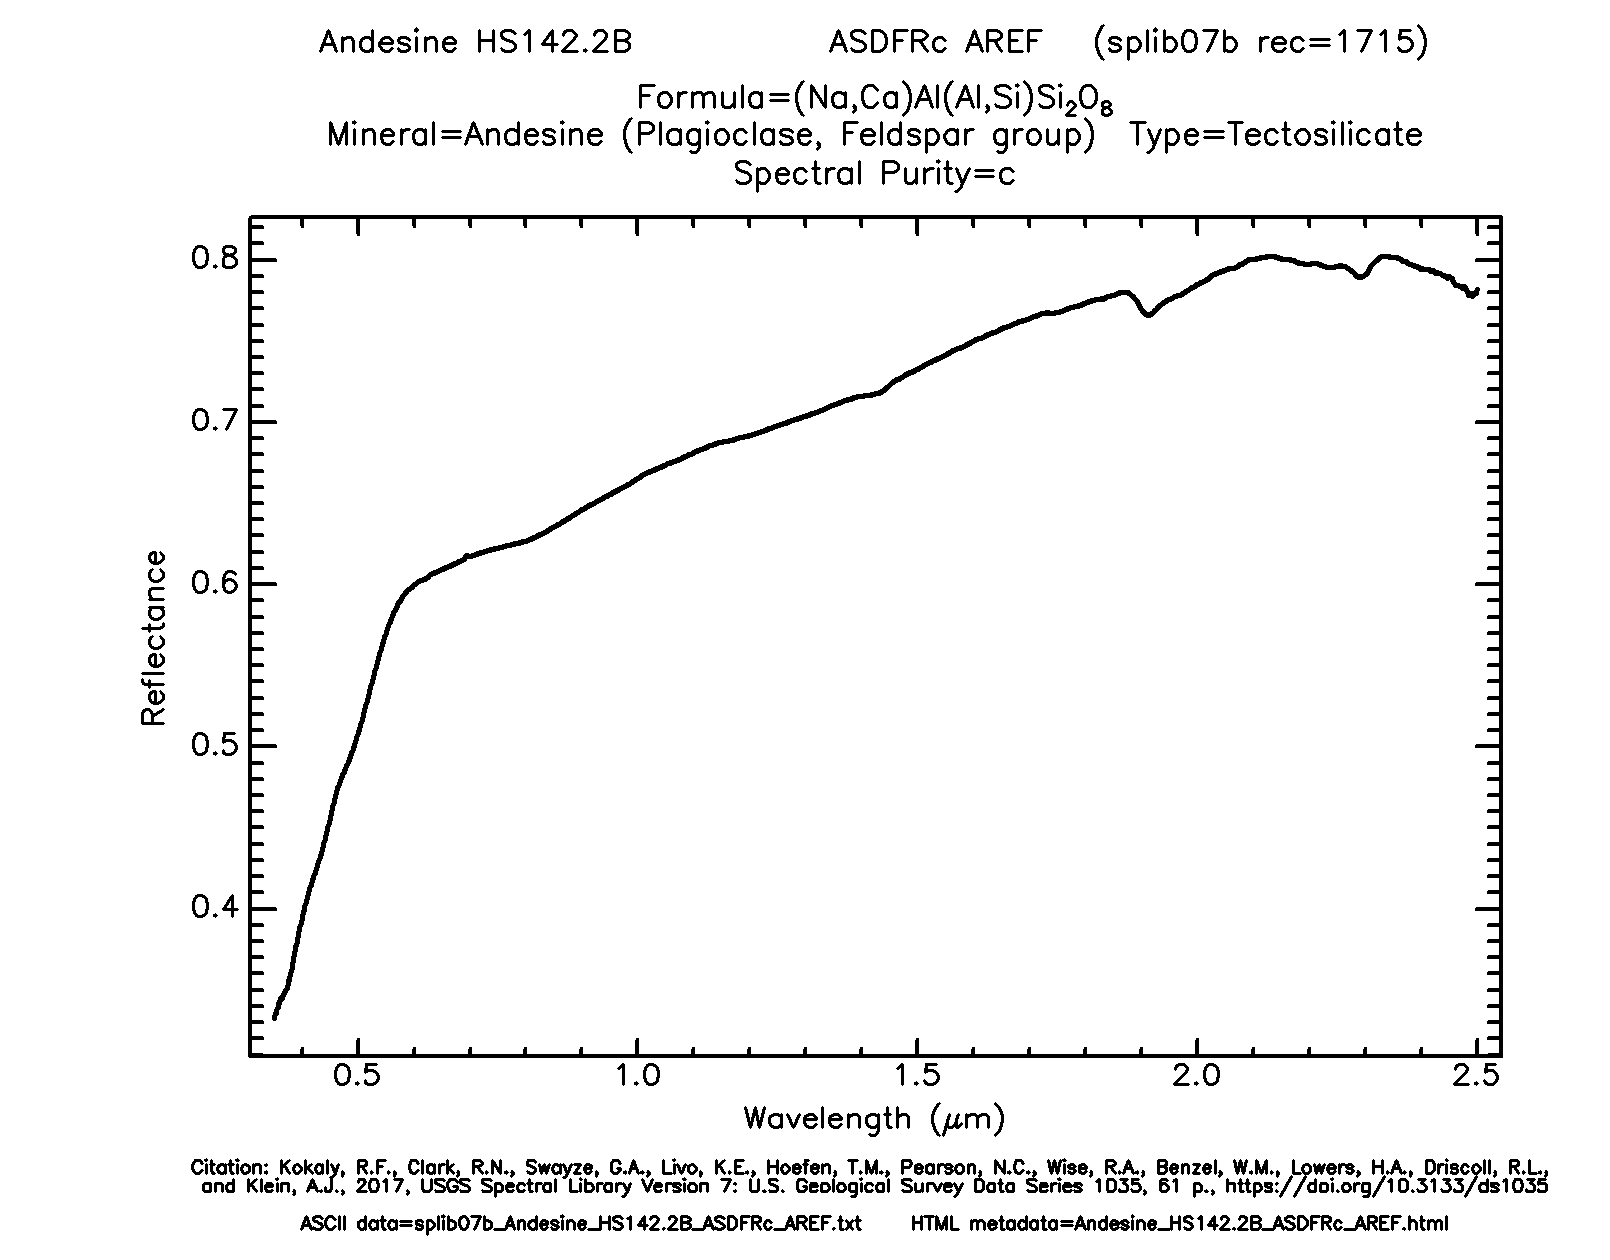 Andesine HS142.2B ASDFRc AREF (splib07b rec=1715)
Formula=(Na,Ca)Al(Al,Si)Si₂O₈
Mineral=Andesine (Plagioclase, Feldspar group) Type=Tectosilicate
Spectral Purity=c
0.8
0.7
0.6
0.5
0.4
Reflectance
0.5 1.0 1.5 2.0 2.5
Wavelength (μm)
Citation: Kokaly, R.F., Clark, R.N., Swayze, G.A., Livo, K.E., Hoefen, T.M., Pearson, N.C., Wise, R.A., Benzel, W.M., Lowers, H.A., Driscoll, R.L.,
and Klein, A.J., 2017, USGS Spectral Library Version 7: U.S. Geological Survey Data Series 1035, 61 p., https://doi.org/10.3133/ds1035
ASCII data=splib07b_Andesine_HS142.2B_ASDFRc_AREF.txt HTML metadata=Andesine_HS142.2B_ASDFRc_AREF.html